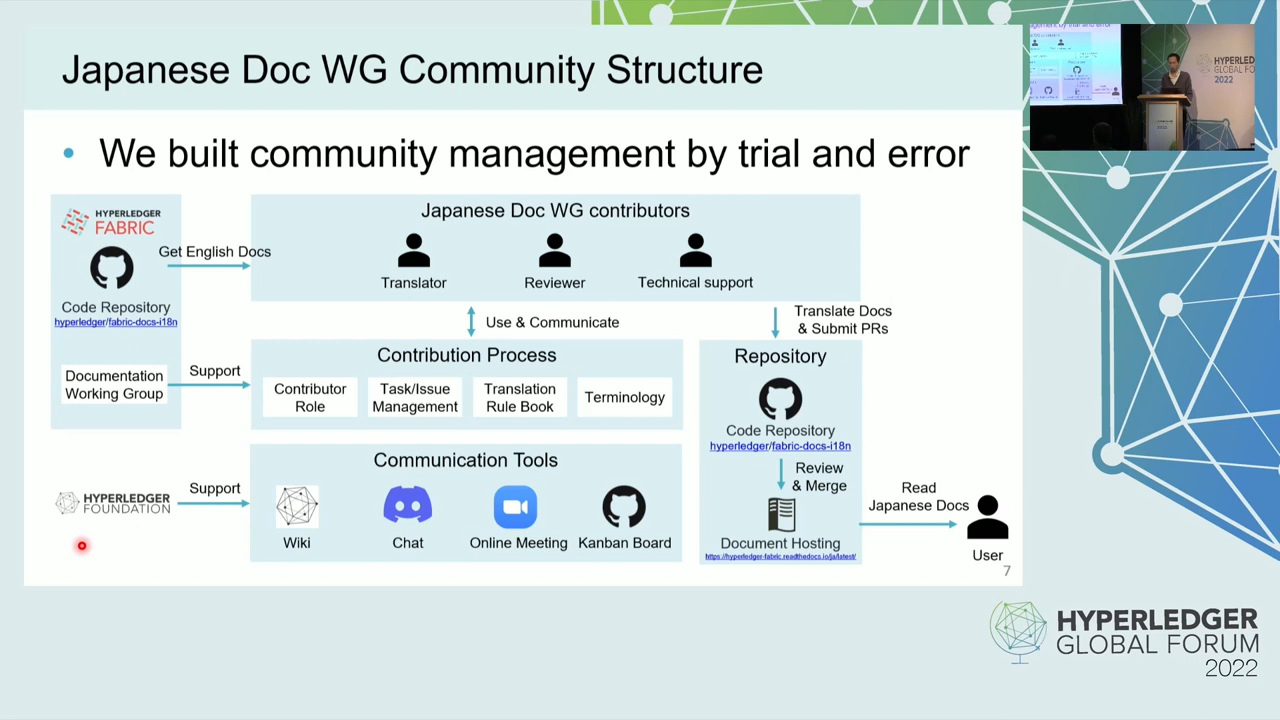 Japanese Doc WG Community Structure
• We built community management by trial and error
HYPERLEDGER
FABRIC
Code Repository
hyperledger/fabric-docs-i18n
Documentation
Working Group
Get English Docs
Support
HYPERLEDGER
FOUNDATION
Support
Japanese Doc WG contributors
Translator
Reviewer
Technical support
Use & Communicate
Translate Docs
& Submit PRs
Contribution Process
Contributor
Role
Task/Issue
Management
Translation
Rule Book
Terminology
Communication Tools
Wiki
Chat
Online Meeting
Kanban Board
Repository
Code Repository
hyperledger/fabric-docs-i18n
Review
& Merge
Document Hosting
https://hyperledger-fabric.readthedocs.io/ja/latest/
Read
Japanese Docs
User
7
HYPERLED
GLOBAL FO
2022
HYPERLEDGER
GLOBAL FORUM
2022